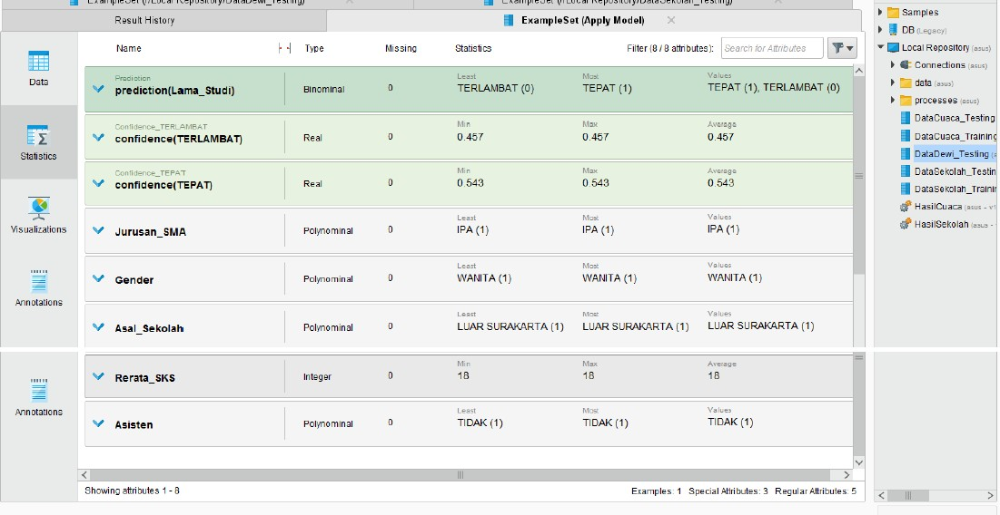 ExampleSet (//Local Repository/DataDewi_Testing)
ExampleSet (//Local Repository/DataSekolah_Testing)
Result History
ExampleSet (Apply Model)
Data
Statistics
Visualizations
Annotations
Annotations
Name Type Missing Statistics Filter (8 / 8 attributes): Search for Attributes
Prediction Least Most Values
prediction(Lama_Studi) Binominal 0 TERLAMBAT (0) TEPAT (1) TEPAT (1), TERLAMBAT (0)
Confidence_TERLAMBAT Min Max Average
confidence(TERLAMBAT) Real 0 0.457 0.457 0.457
Confidence_TEPAT Min Max Average
confidence(TEPAT) Real 0 0.543 0.543 0.543
Least Most Values
Jurusan_SMA Polynominal 0 IPA (1) IPA (1) IPA (1)
Least Most Values
Gender Polynominal 0 WANITA (1) WANITA (1) WANITA (1)
Least Most Values
Asal_Sekolah Polynominal 0 LUAR SURAKARTA (1) LUAR SURAKARTA (1) LUAR SURAKARTA (1)
Min Max Average
Rerata_SKS Integer 0 18 18 18
Least Most Values
Asisten Polynominal 0 TIDAK (1) TIDAK (1) TIDAK (1)
Showing attributes 1 - 8
Examples: 1 Special Attributes: 3 Regular Attributes: 5
Samples
DB (Legacy)
Local Repository (asus)
Connections (asus)
data (asus)
processes (asus)
DataCuaca_Testing
DataCuaca_Training
DataDewi_Testing
DataSekolah_Testin
DataSekolah_Trainin
HasilCuaca (asus - v1
HasilSekolah (asus -